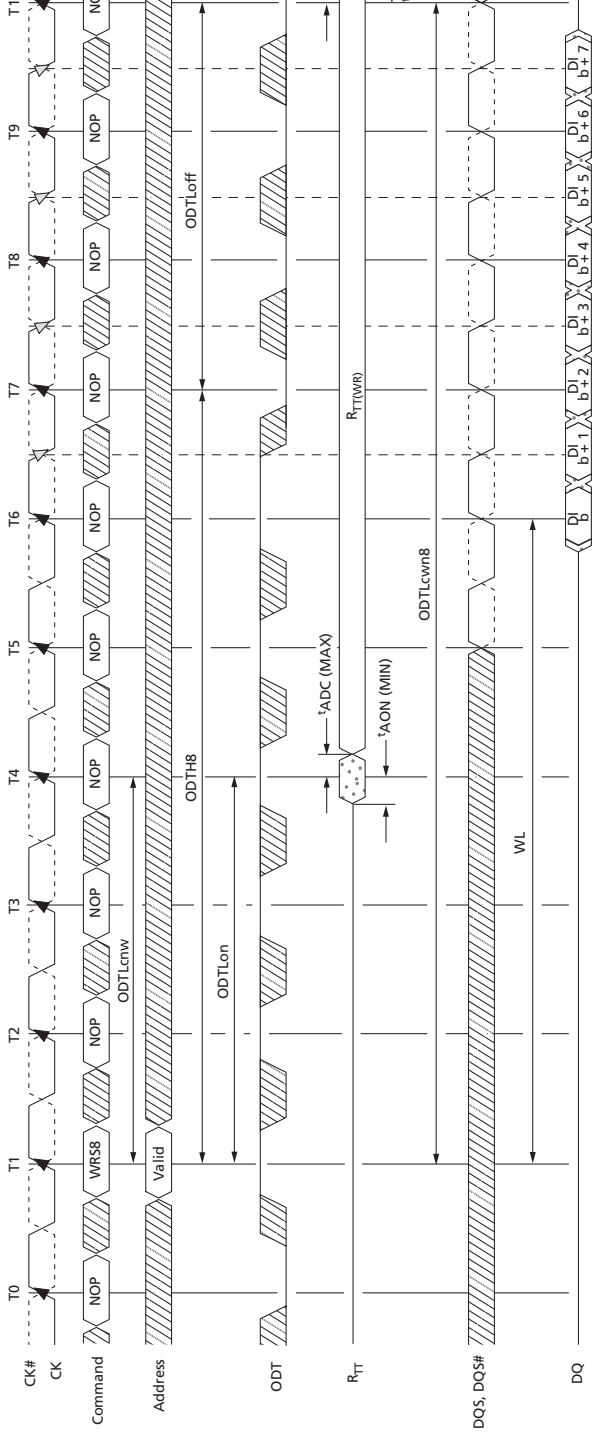 T0 T1 T2 T3 T4 T5 T6 T7 T8 T9 T1
CK#
CK
Command NOP WRS8 NOP NOP NOP NOP NOP NOP NOP NOP
ODTLcnw
Address Valid
ODTH8 ODTLoff
ODTLon
ODT
tADC (MAX)
RTT RTT(WR)
tAON (MIN)
ODTLcwn8
DQS, DQS#
WL
DQ DI b DI b + 1 DI b + 2 DI b + 3 DI b + 4 DI b + 5 DI b + 6 DI b + 7